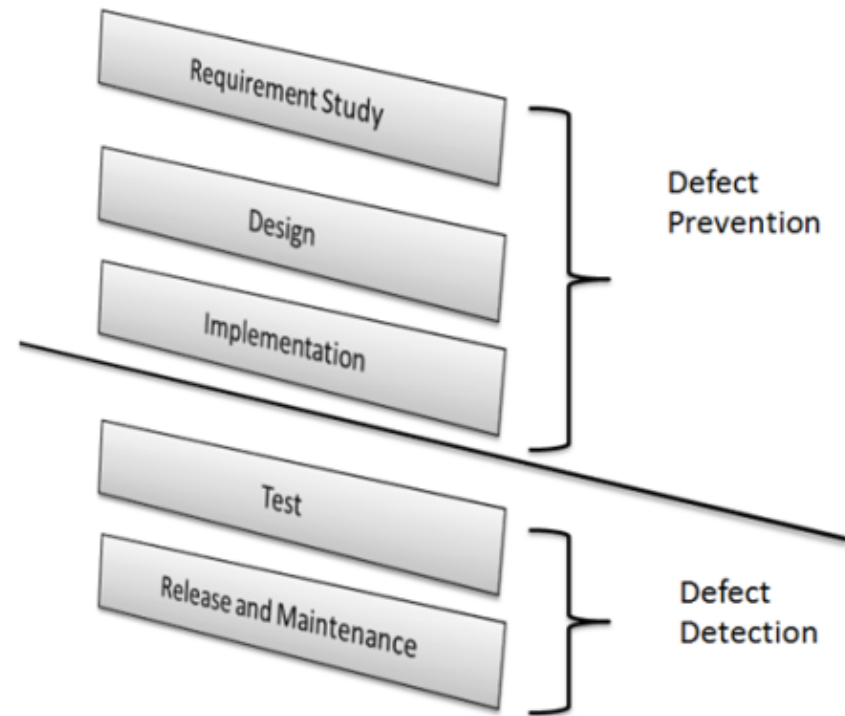 Requirement Study
Design
Implementation
Defect
Prevention
Test
Release and Maintenance
Defect
Detection